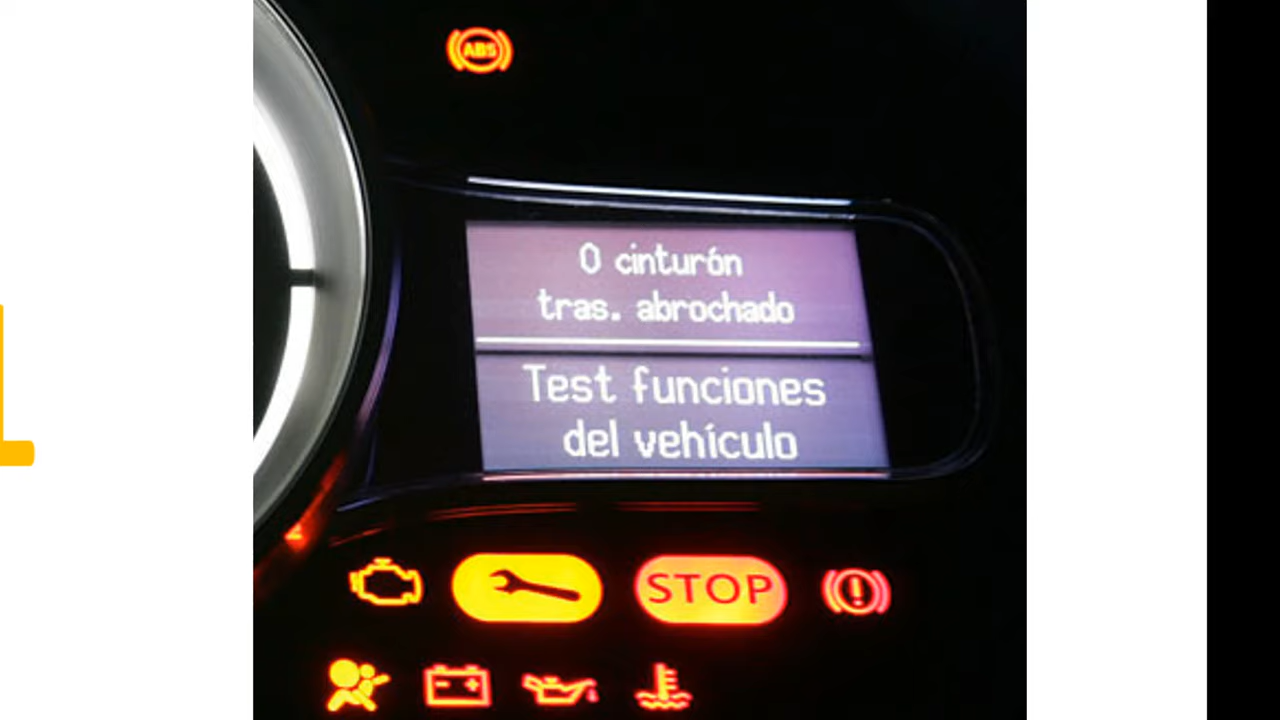 ABS
0 cinturón
tras. abrochado
Test funciones
del vehículo
STOP